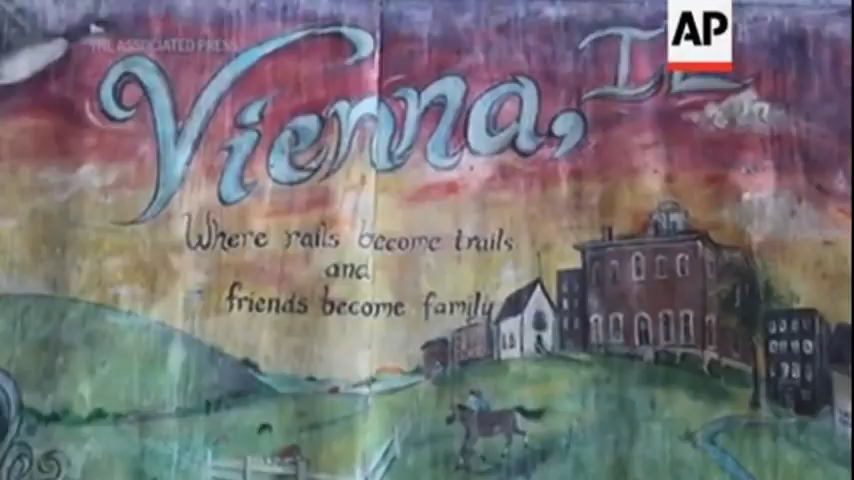 THE ASSOCIATED PRESS
AP
Vienna, IL
Where rails become trails
and
friends become family